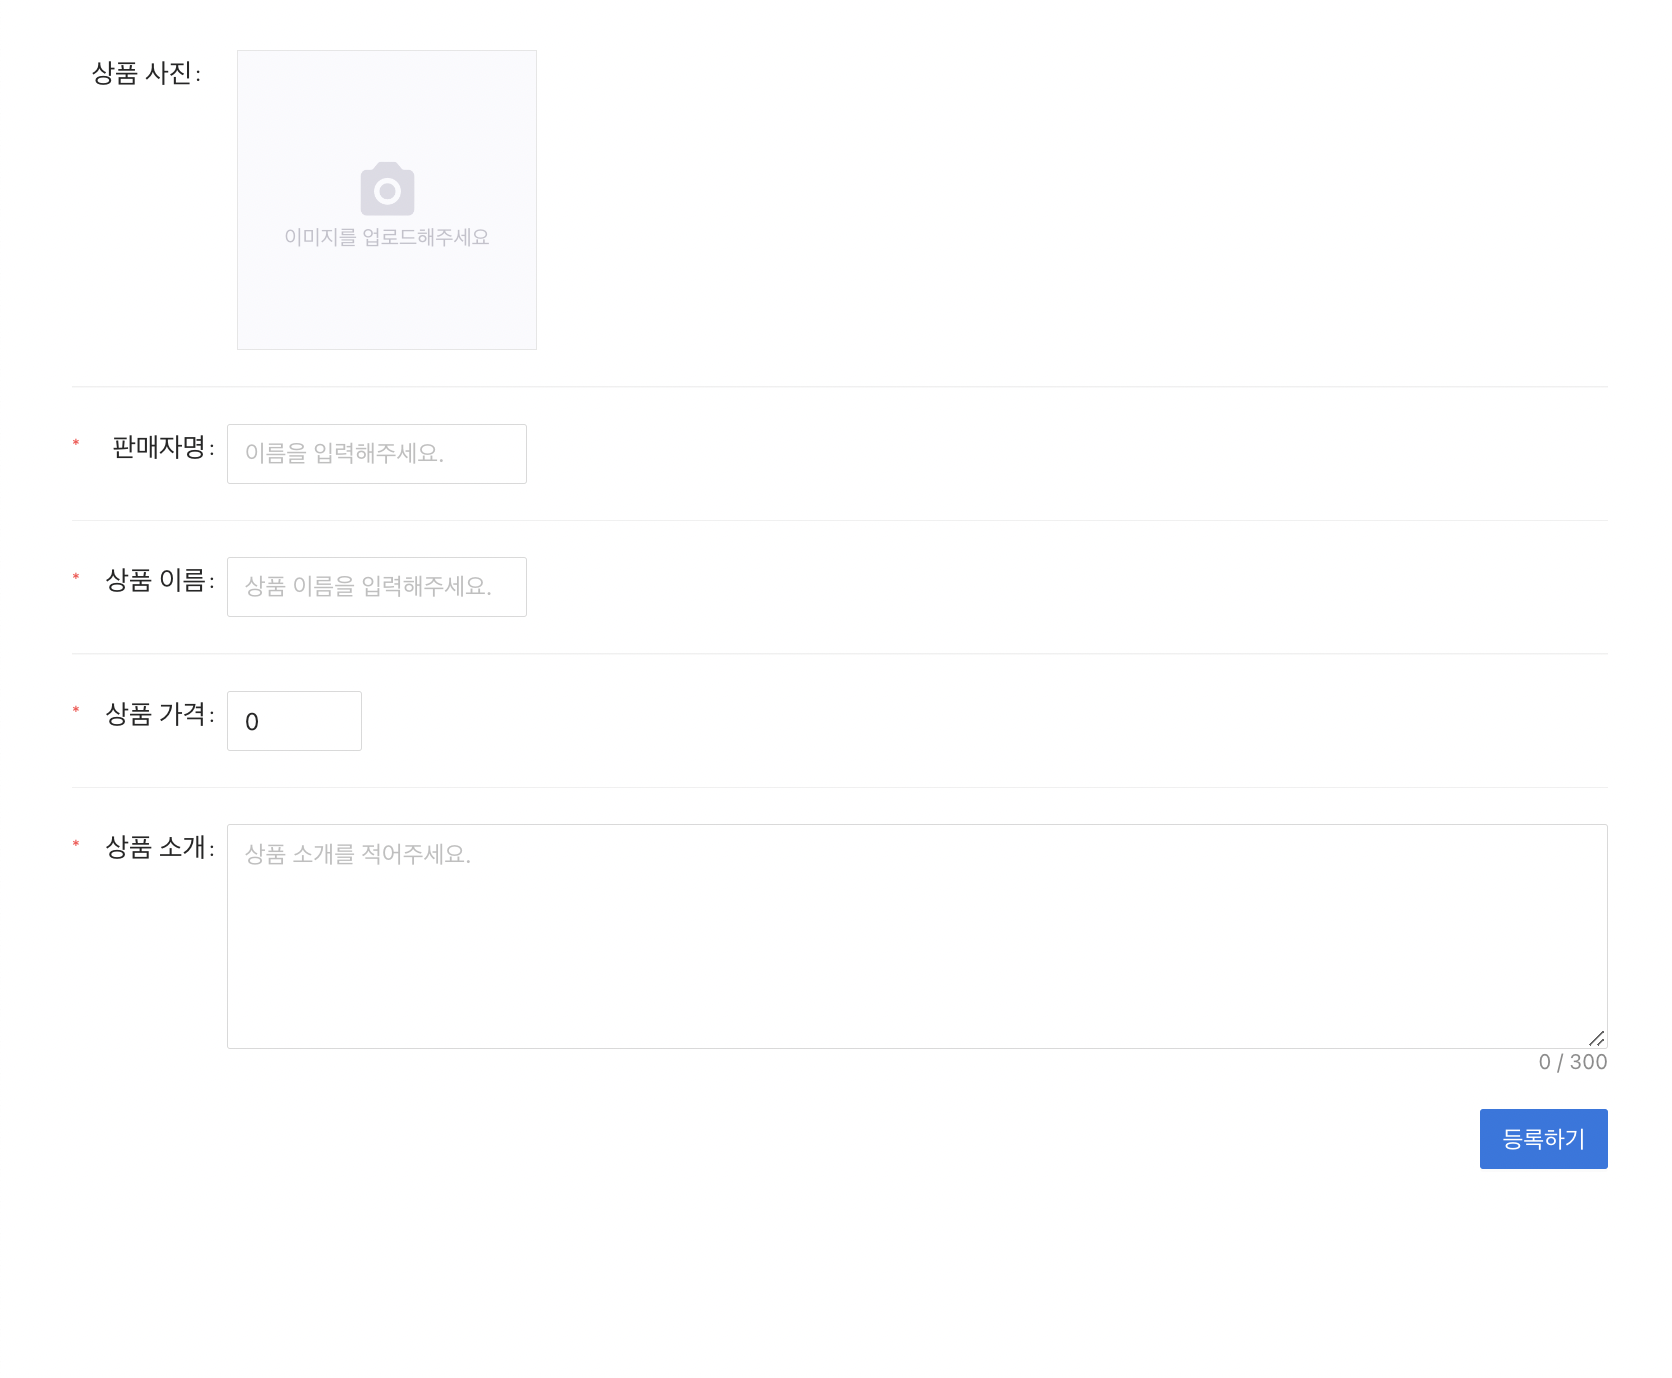 상품 사진:
이미지를 업로드해주세요
* 판매자명:
이름을 입력해주세요.
* 상품 이름:
상품 이름을 입력해주세요.
* 상품 가격:
0
* 상품 소개:
상품 소개를 적어주세요.
0 / 300
등록하기